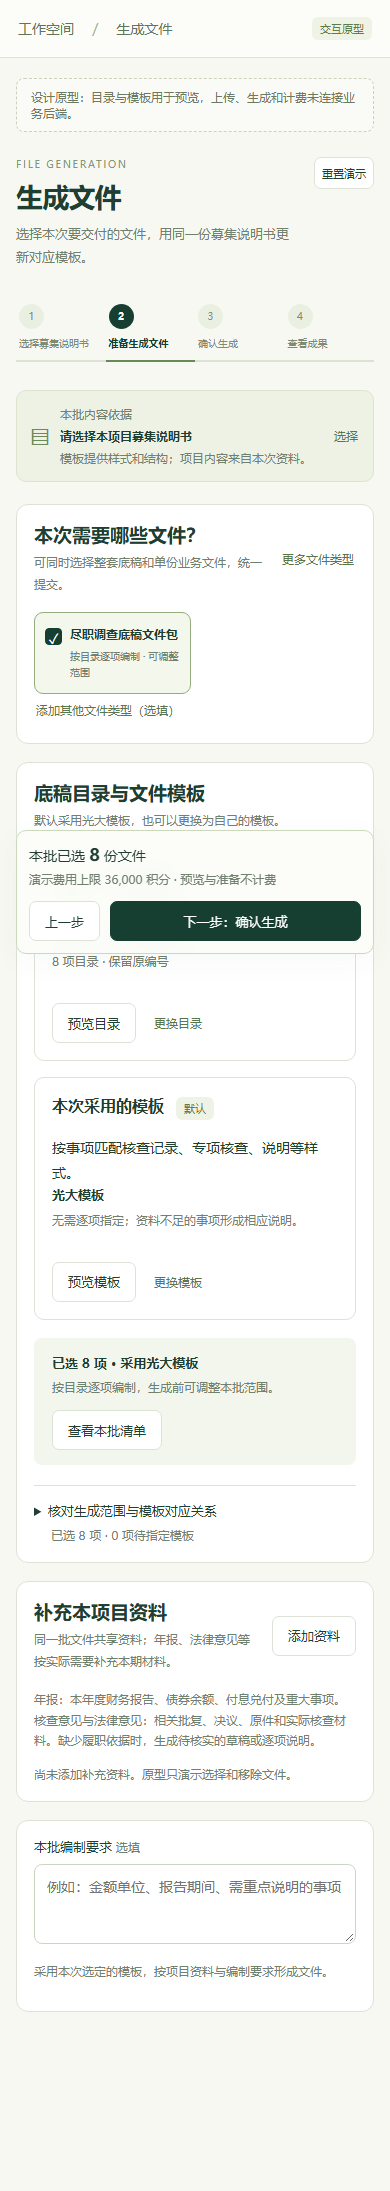 工作空间 / 生成文件 交互原型
设计原型：目录与模板用于预览，上传、生成和计费未连接业
务后端。
FILE GENERATION
重置演示
生成文件
选择本次要交付的文件，用同一份募集说明书更
新对应模板。
1 2 3 4
选择募集说明书 准备生成文件 确认生成 查看成果
本批内容依据
请选择本项目募集说明书
选择
模板提供样式和结构；项目内容来自本次资料。
本次需要哪些文件？
可同时选择整套底稿和单份业务文件，统一
提交。
更多文件类型
尽职调查底稿文件包
按目录逐项编制 · 可调整
范围
添加其他文件类型（选填）
底稿目录与文件模板
默认采用光大模板，也可以更换为自己的模板。
本批已选 8 份文件
演示费用上限 36,000 积分 · 预览与准备不计费
上一步 下一步：确认生成
8 项目录 · 保留原编号
预览目录 更换目录
本次采用的模板 默认
按事项匹配核查记录、专项核查、说明等样
式。
光大模板
无需逐项指定；资料不足的事项形成相应说明。
预览模板 更换模板
已选 8 项 · 采用光大模板
按目录逐项编制，生成前可调整本批范围。
查看本批清单
核对生成范围与模板对应关系
已选 8 项 · 0 项待指定模板
补充本项目资料
同一批文件共享资料；年报、法律意见等
按实际需要补充本期材料。
添加资料
年报：本年度财务报告、债券余额、付息兑付及重大事项。
核查意见与法律意见：相关批复、决议、原件和实际核查材
料。缺少履职依据时，生成待核实的草稿或逐项说明。
尚未添加补充资料。原型只演示选择和移除文件。
本批编制要求 选填
例如：金额单位、报告期间、需重点说明的事项
采用本次选定的模板，按项目资料与编制要求形成文件。